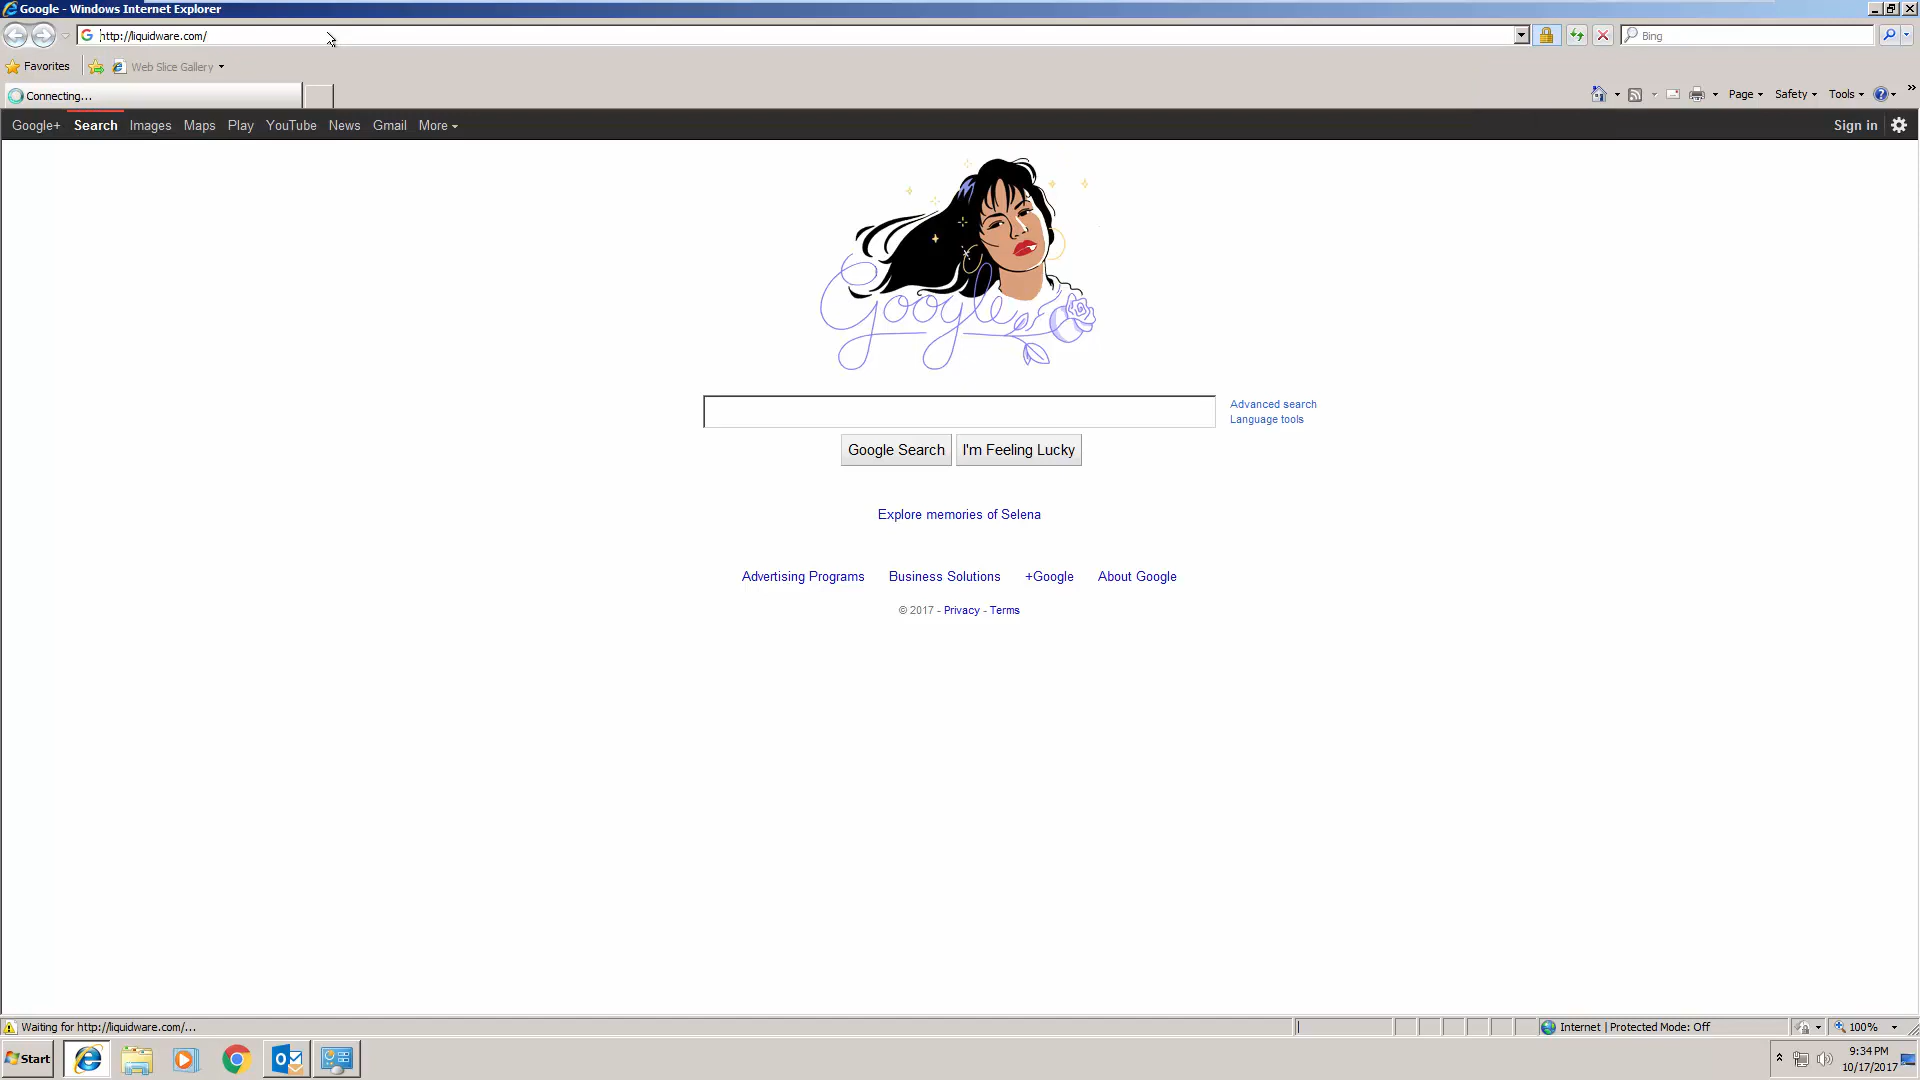 Google - Windows Internet Explorer
http://liquidware.com/
Bing
Favorites
Web Slice Gallery
Connecting...
Page
Safety
Tools
Google+ Search Images Maps Play YouTube News Gmail More
Sign in
Google
Advanced search
Language tools
Google Search
I'm Feeling Lucky
Explore memories of Selena
Advertising Programs Business Solutions +Google About Google
© 2017 - Privacy - Terms
Waiting for http://liquidware.com/...
Internet | Protected Mode: Off
100%
Start
9:34 PM
10/17/2017